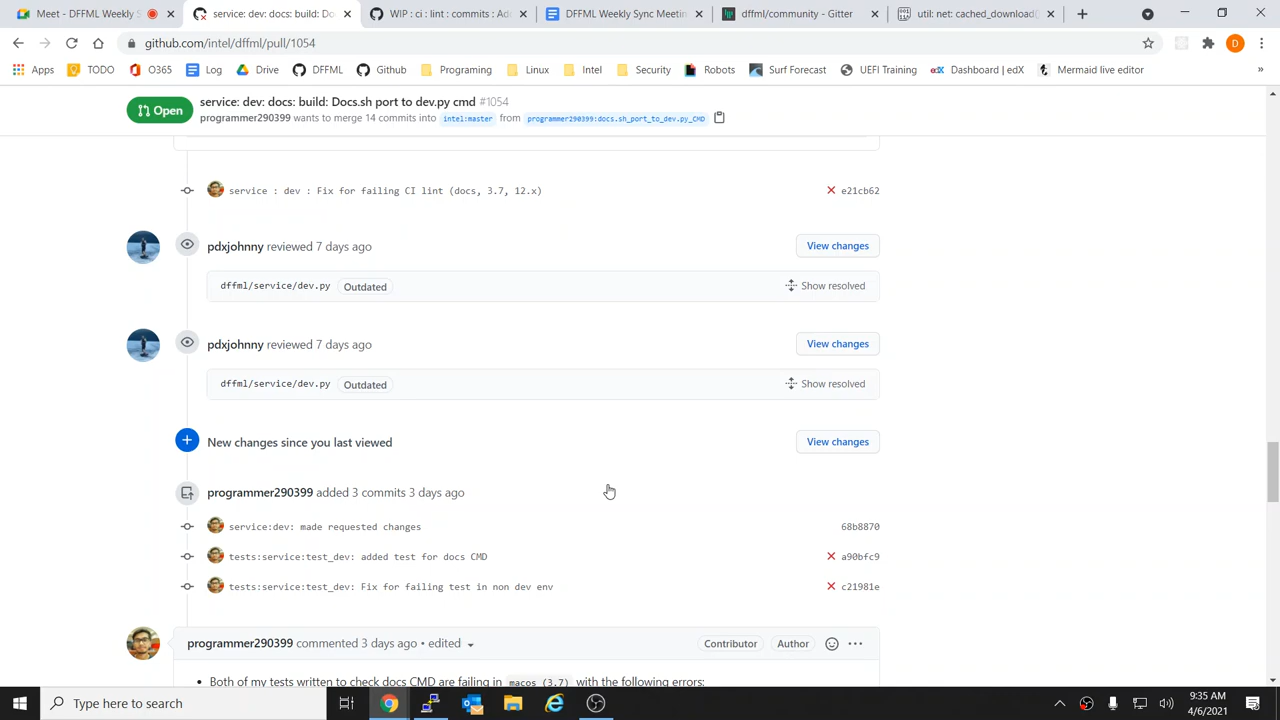 Meet - DFFML Weekly S
service: dev: docs: build: Do
WIP : ci : lint : commits : Ad
DFFML Weekly Sync Meetin
dffml/community - Gitter
util: net: cached_download(
github.com/intel/dffml/pull/1054
D
Apps
TODO
O365
Log
Drive
DFFML
Github
Programing
Linux
Intel
Security
Robots
Surf Forecast
UEFI Training
edX
Dashboard | edX
Mermaid live editor
»
Open
service: dev: docs: build: Docs.sh port to dev.py cmd #1054
programmer290399 wants to merge 14 commits into intel:master from programmer290399:docs.sh_port_to_dev.py_CMD
service : dev : Fix for failing CI lint (docs, 3.7, 12.x)
e21cb62
pdxjohnny reviewed 7 days ago
View changes
dffml/service/dev.py
Outdated
Show resolved
pdxjohnny reviewed 7 days ago
View changes
dffml/service/dev.py
Outdated
Show resolved
New changes since you last viewed
View changes
programmer290399 added 3 commits 3 days ago
service:dev: made requested changes
68b8870
tests:service:test_dev: added test for docs CMD
a90bfc9
tests:service:test_dev: Fix for failing test in non dev env
c21981e
programmer290399 commented 3 days ago • edited
Contributor
Author
• Both of my tests written to check docs CMD are failing in macos (3.7) with the following errors:
Type here to search
9:35 AM
4/6/2021